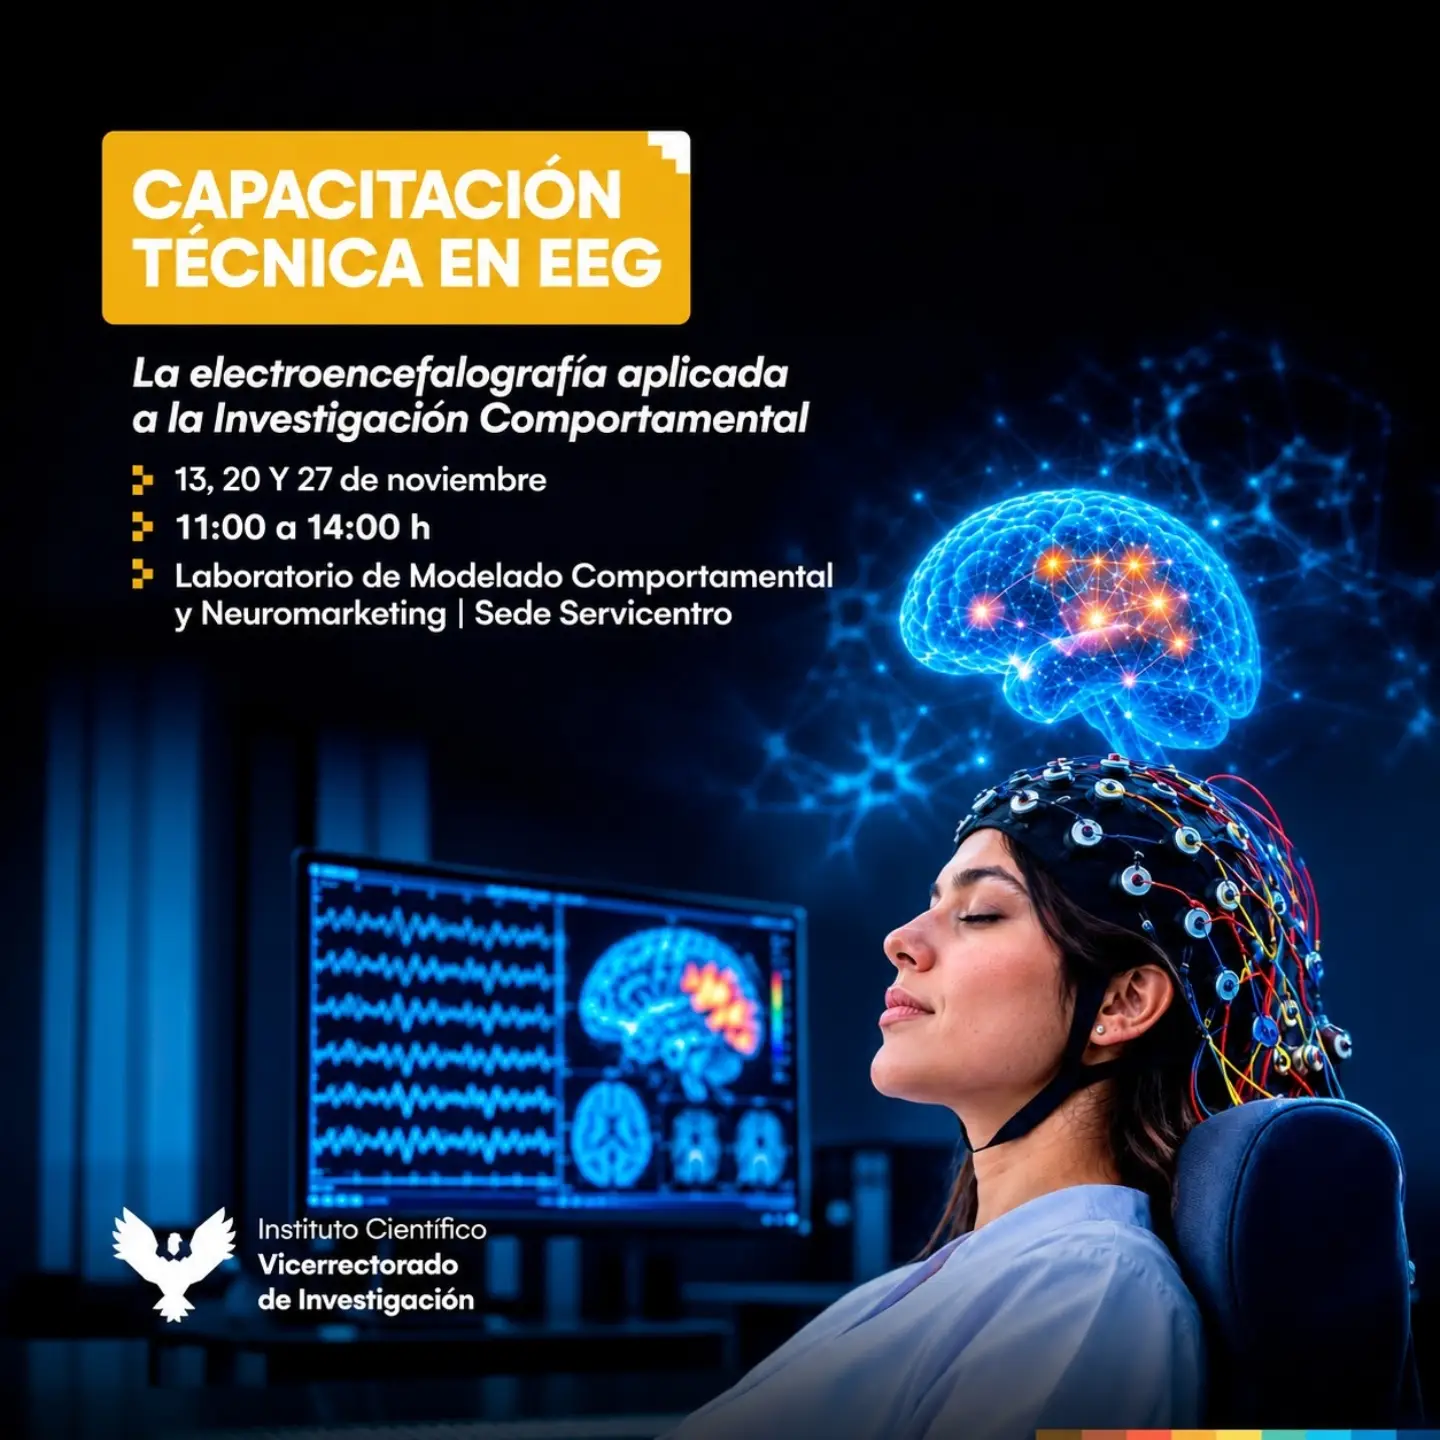 CAPACITACIÓN
TÉCNICA EN EEG
La electroencefalografía aplicada
a la Investigación Comportamental
13, 20 Y 27 de noviembre
11:00 a 14:00 h
Laboratorio de Modelado Comportamental
y Neuromarketing | Sede Servicentro
Instituto Científico
Vicerrectorado
de Investigación